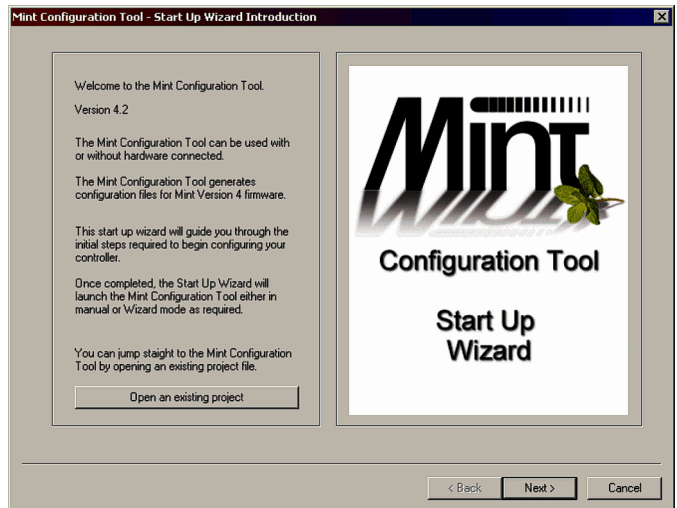 Mint Configuration Tool - Start Up Wizard Introduction
Welcome to the Mint Configuration Tool.
Version 4.2
The Mint Configuration Tool can be used with
or without hardware connected.
The Mint Configuration Tool generates
configuration files for Mint Version 4 firmware.
This start up wizard will guide you through the
initial steps required to begin configuring your
controller.
Once completed, the Start Up Wizard will
launch the Mint Configuration Tool either in
manual or Wizard mode as required.
You can jump staight to the Mint Configuration
Tool by opening an existing project file.
Open an existing project
Mint
Configuration Tool
Start Up
Wizard
< Back
Next >
Cancel